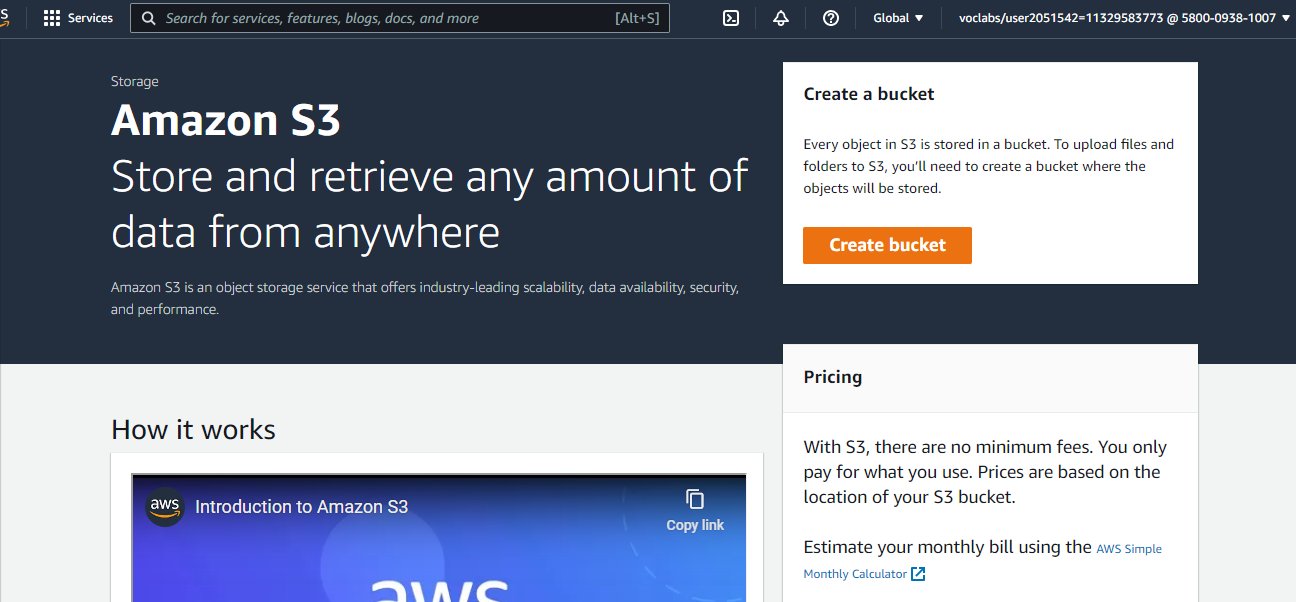 Services
Search for services, features, blogs, docs, and more
[Alt+S]
Global
voclabs/user2051542=11329583773 @ 5800-0938-1007
Storage
Amazon S3
Store and retrieve any amount of
data from anywhere
Amazon S3 is an object storage service that offers industry-leading scalability, data availability, security,
and performance.
Create a bucket
Every object in S3 is stored in a bucket. To upload files and
folders to S3, you'll need to create a bucket where the
objects will be stored.
Create bucket
How it works
aws
Introduction to Amazon S3
Copy link
aws
Pricing
With S3, there are no minimum fees. You only
pay for what you use. Prices are based on the
location of your S3 bucket.
Estimate your monthly bill using the AWS Simple
Monthly Calculator